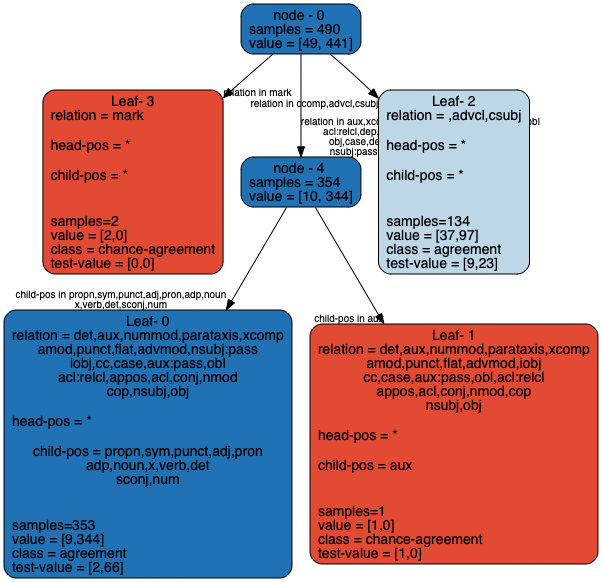 node - 0
samples = 490
value = [49, 441]
relation in mark
relation in ccomp,advcl,csubj
relation in aux,xc
obl
acl:relcl,dep,
obj,case,de
nsubj:pass
Leaf- 3
relation = mark
head-pos = *
child-pos = *
samples=2
value = [2,0]
class = chance-agreement
test-value = [0,0]
Leaf- 2
relation = ,advcl,csubj
head-pos = *
child-pos = *
samples=134
value = [37,97]
class = agreement
test-value = [9,23]
node - 4
samples = 354
value = [10, 344]
child-pos in propn,sym,punct,adj,pron,adp,noun
x,verb,det,sconj,num
child-pos in aux
Leaf- 0
relation = det,aux,nummod,parataxis,xcomp
amod,punct,flat,advmod,nsubj:pass
iobj,cc,case,aux:pass,obl
acl:relcl,appos,acl,conj,nmod
cop,nsubj,obj
head-pos = *
child-pos = propn,sym,punct,adj,pron
adp,noun,x,verb,det
sconj,num
samples=353
value = [9,344]
class = agreement
test-value = [2,66]
Leaf- 1
relation = det,aux,nummod,parataxis,xcomp
amod,punct,flat,advmod,iobj
cc,case,aux:pass,obl,acl:relcl
appos,acl,conj,nmod,cop
nsubj,obj
head-pos = *
child-pos = aux
samples=1
value = [1,0]
class = chance-agreement
test-value = [1,0]